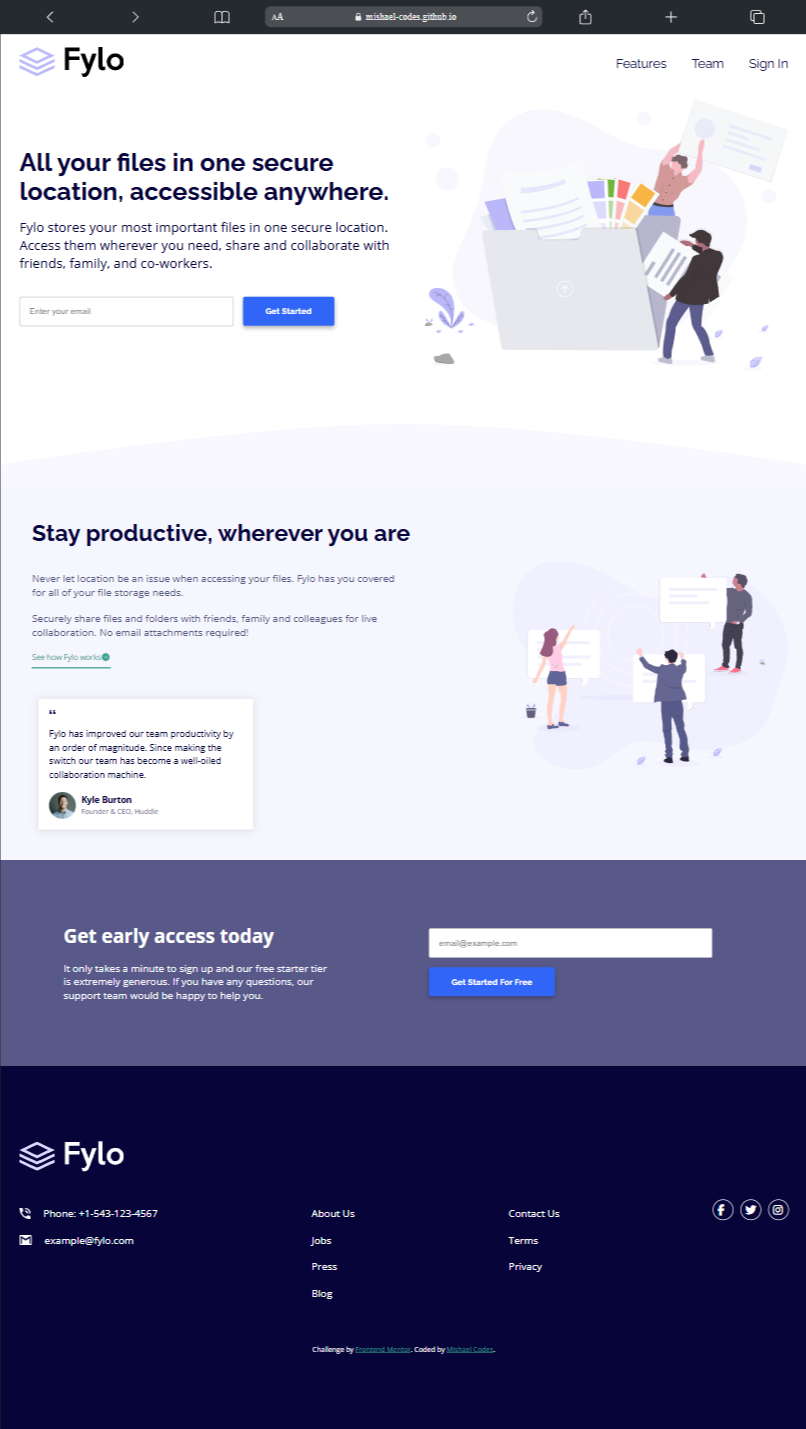 AA
mishael-codes.github.io
Fylo
Features Team Sign In
All your files in one secure
location, accessible anywhere.
Fylo stores your most important files in one secure location.
Access them wherever you need, share and collaborate with
friends, family, and co-workers.
Enter your email
Get Started
Stay productive, wherever you are
Never let location be an issue when accessing your files. Fylo has you covered
for all of your file storage needs.
Securely share files and folders with friends, family and colleagues for live
collaboration. No email attachments required!
See how Fylo works
“
Fylo has improved our team productivity by
an order of magnitude. Since making the
switch our team has become a well-oiled
collaboration machine.
Kyle Burton
Founder & CEO, Huddle
Get early access today
It only takes a minute to sign up and our free starter tier
is extremely generous. If you have any questions, our
support team would be happy to help you.
email@example.com
Get Started For Free
Fylo
Phone: +1-543-123-4567
example@fylo.com
About Us
Jobs
Press
Blog
Contact Us
Terms
Privacy
Challenge by Frontend Mentor. Coded by Mishael Codes.